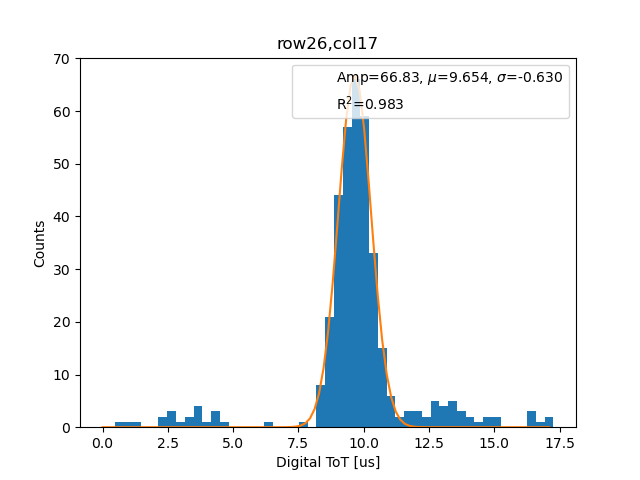 row26,col17
Amp=66.83, μ=9.654, σ=-0.630
R²=0.983
Counts
70
60
50
40
30
20
10
0
0.0 2.5 5.0 7.5 10.0 12.5 15.0 17.5
Digital ToT [us]